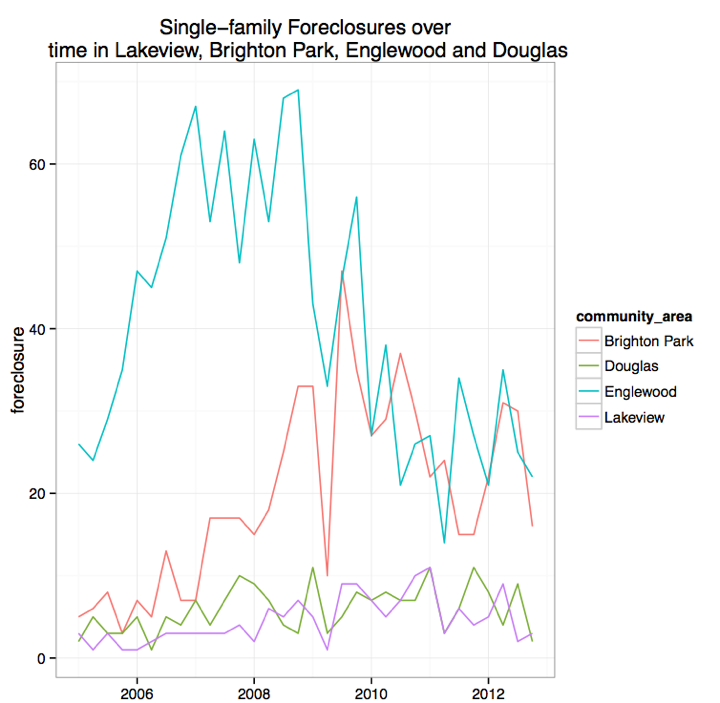 Single-family Foreclosures over
time in Lakeview, Brighton Park, Englewood and Douglas
foreclosure
60
40
20
0
2006 2008 2010 2012
community_area
Brighton Park
Douglas
Englewood
Lakeview